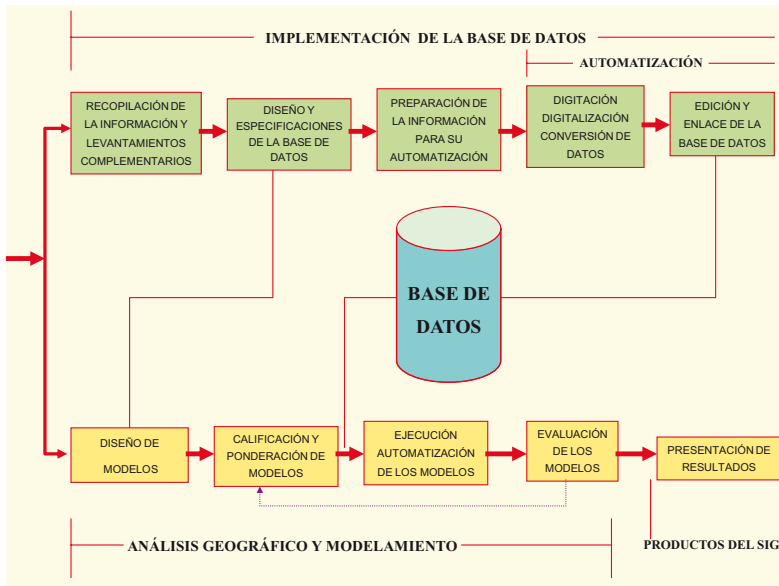 IMPLEMENTACIÓN DE LA BASE DE DATOS
AUTOMATIZACIÓN
RECOPILACIÓN DE
LA INFORMACIÓN Y
LEVANTAMIENTOS
COMPLEMENTARIOS
DISEÑO Y
ESPECIFICACIONES
DE LA BASE DE
DATOS
PREPARACIÓN DE
LA INFORMACIÓN
PARA SU
AUTOMATIZACIÓN
DIGITACIÓN
DIGITALIZACIÓN
CONVERSIÓN DE
DATOS
EDICIÓN Y
ENLACE DE LA
BASE DE DATOS
BASE DE
DATOS
DISEÑO DE
MODELOS
CALIFICACIÓN Y
PONDERACIÓN DE
MODELOS
EJECUCIÓN
AUTOMATIZACIÓN
DE LOS MODELOS
EVALUACIÓN
DE LOS
MODELOS
PRESENTACIÓN DE
RESULTADOS
ANÁLISIS GEOGRÁFICO Y MODELAMIENTO
PRODUCTOS DEL SIG